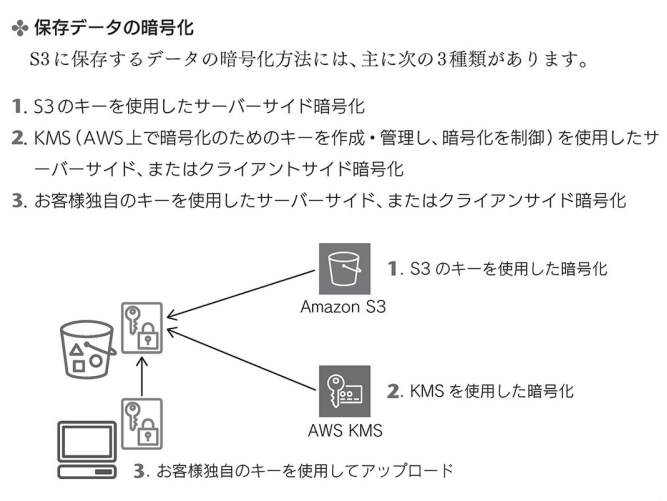 保存データの暗号化
S3に保存するデータの暗号化方法には、主に次の3種類があります。
1. S3のキーを使用したサーバーサイド暗号化
2. KMS（AWS上で暗号化のためのキーを作成・管理し、暗号化を制御）を使用したサ
ーバーサイド、またはクライアントサイド暗号化
3. お客様独自のキーを使用したサーバーサイド、またはクライアンサイド暗号化
1. S3 のキーを使用した暗号化
Amazon S3
2. KMS を使用した暗号化
AWS KMS
3. お客様独自のキーを使用してアップロード